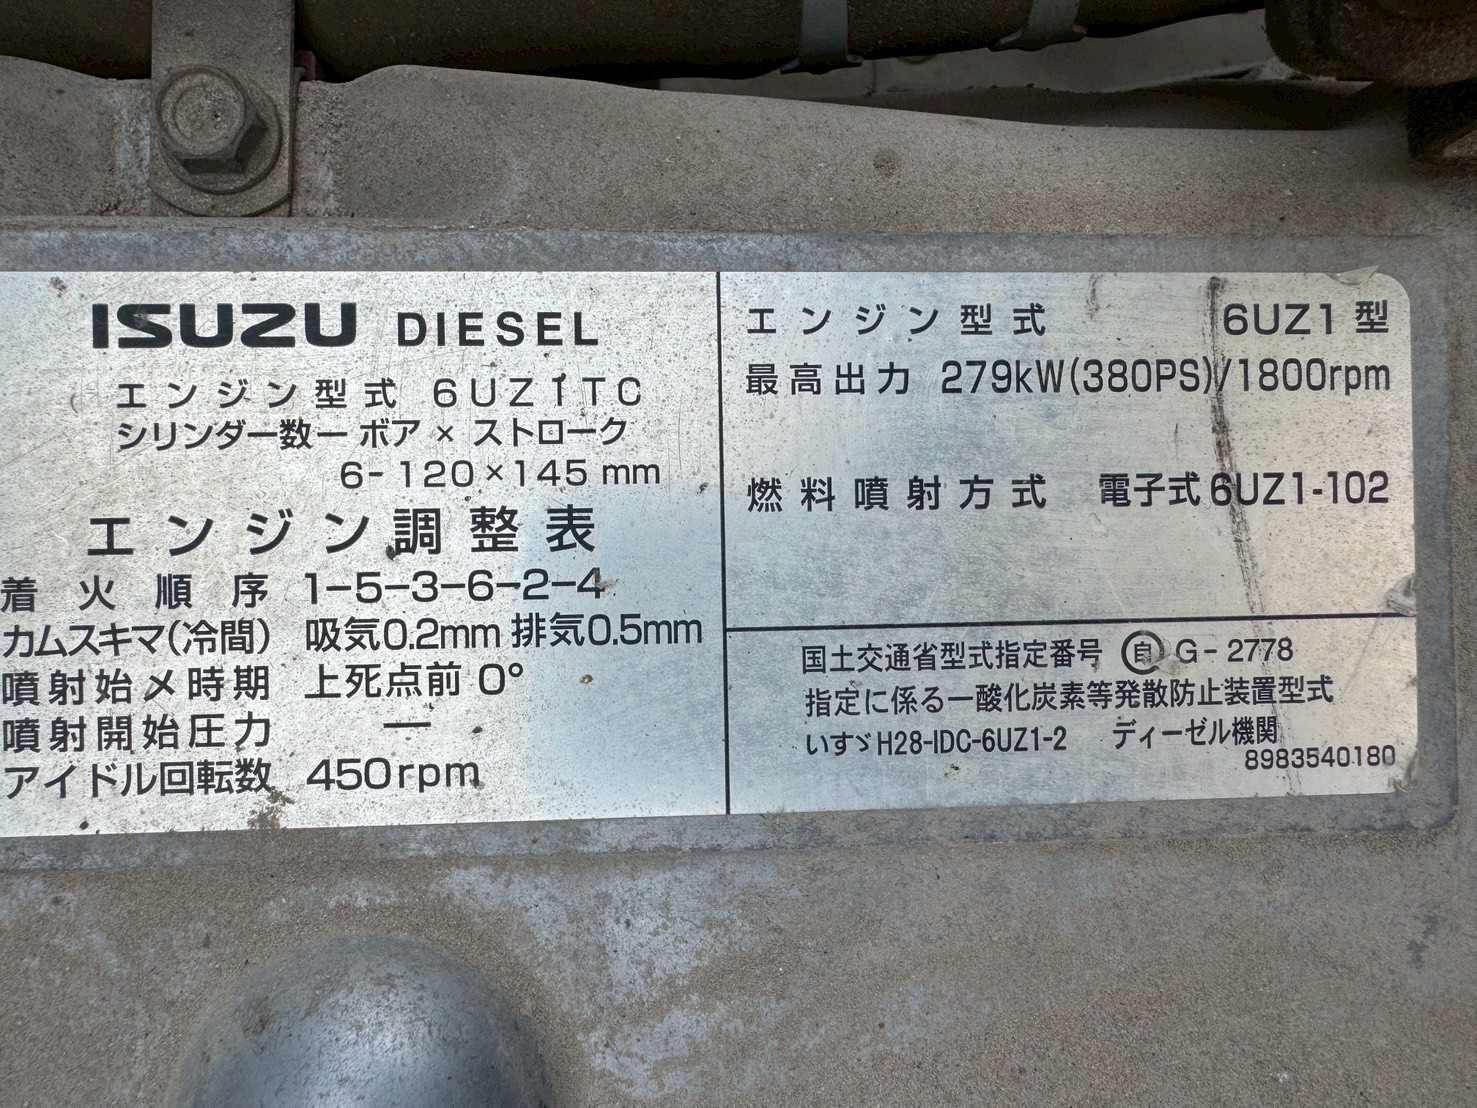 ISUZU DIESEL
エンジン型式 6UZ1TC
シリンダー数ー ボア × ストローク
6-120×145 mm
エンジン調整表
着火順序 1-5-3-6-2-4
カムスキマ(冷間) 吸気0.2mm 排気0.5mm
噴射始メ時期 上死点前 0°
噴射開始圧力 —
アイドル回転数 450rpm
エンジン型式 6UZ1型
最高出力 279kW(380PS)/1800rpm
燃料噴射方式 電子式6UZ1-102
国土交通省型式指定番号 ㊀自 G-2778
指定に係る一酸化炭素等発散防止装置型式
いすゞH28-IDC-6UZ1-2 ディーゼル機関
8983540180